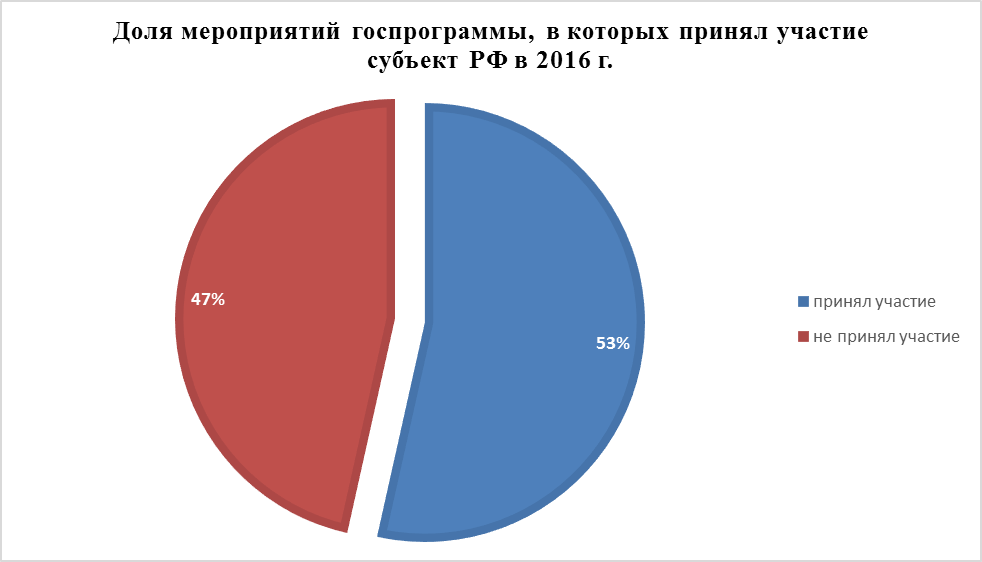 Доля мероприятий госпрограммы, в которых принял участие
субъект РФ в 2016 г.
47%
53%
принял участие
не принял участие